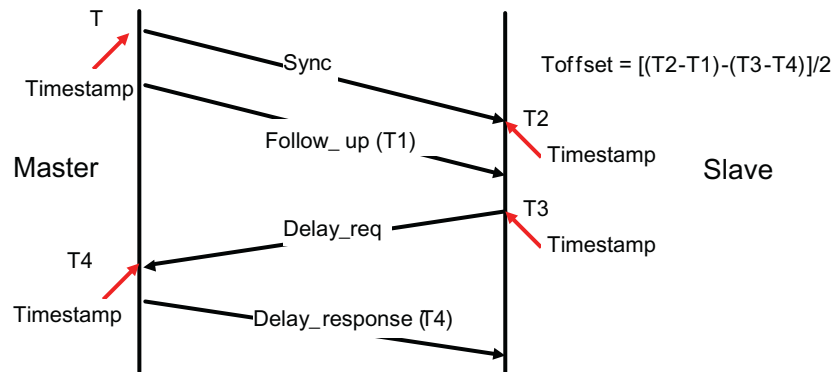 T
Sync
Toffset = [(T2-T1)-(T3-T4)]/2
Timestamp
T2
Follow_ up (T1)
Timestamp
Master
Slave
T3
Delay_req
Timestamp
T4
Timestamp
Delay_response (T4)